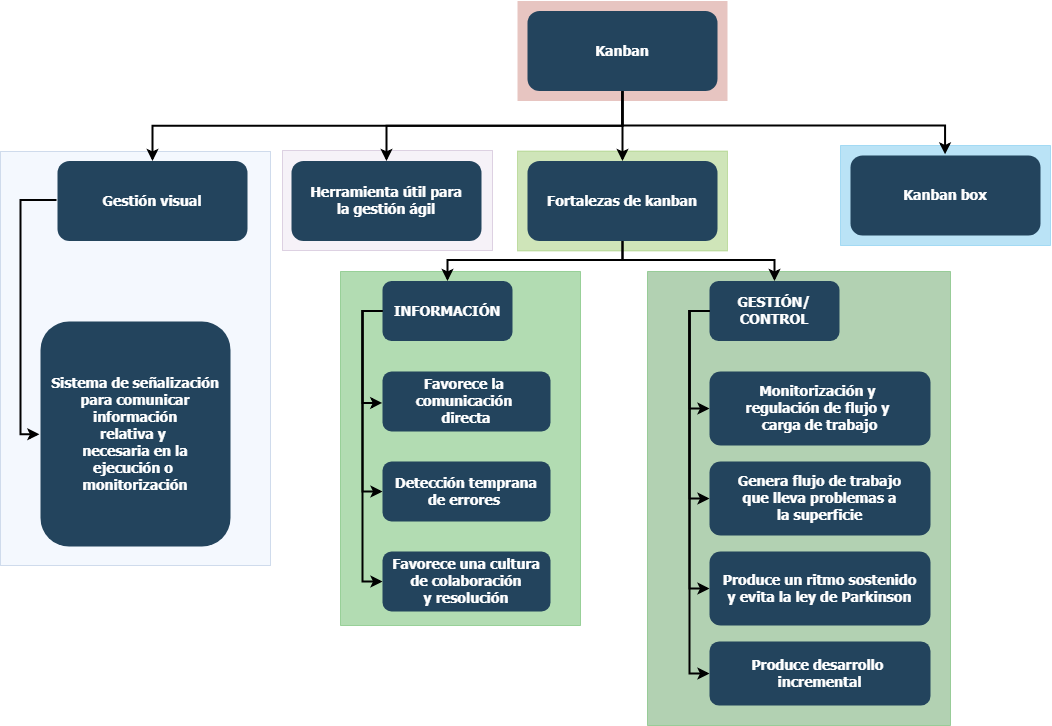 Kanban
Gestión visual
Herramienta útil para
la gestión ágil
Fortalezas de kanban
Kanban box
Sistema de señalización
para comunicar
información
relativa y
necesaria en la
ejecución o
monitorización
INFORMACIÓN
Favorece la
comunicación
directa
Detección temprana
de errores
Favorece una cultura
de colaboración
y resolución
GESTIÓN/
CONTROL
Monitorización y
regulación de flujo y
carga de trabajo
Genera flujo de trabajo
que lleva problemas a
la superficie
Produce un ritmo sostenido
y evita la ley de Parkinson
Produce desarrollo
incremental